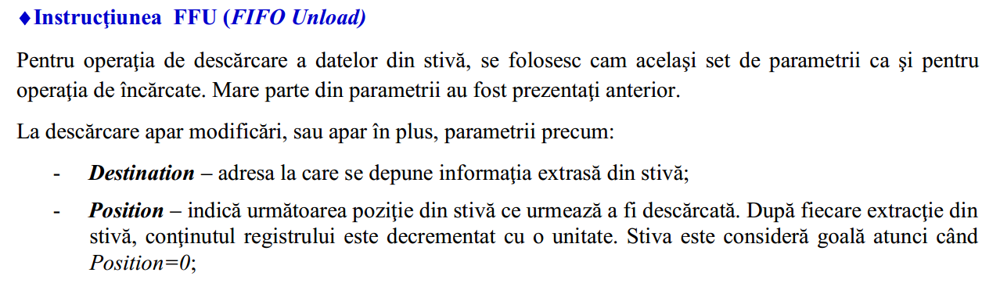 ♦Instrucţiunea FFU (FIFO Unload)
Pentru operaţia de descărcare a datelor din stivă, se folosesc cam acelaşi set de parametrii ca şi pentru
operaţia de încărcate. Mare parte din parametrii au fost prezentaţi anterior.
La descărcare apar modificări, sau apar în plus, parametrii precum:
- Destination – adresa la care se depune informaţia extrasă din stivă;
- Position – indică următoarea poziţie din stivă ce urmează a fi descărcată. După fiecare extracţie din
stivă, conţinutul registrului este decrementat cu o unitate. Stiva este consideră goală atunci când
Position=0;